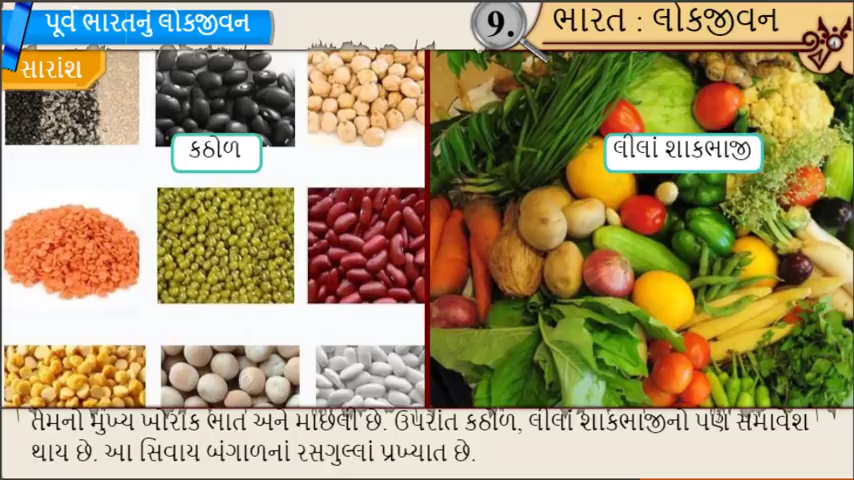 પૂર્વ ભારતનું લોકજીવન
9.
ભારત : લોકજીવન
સારાંશ
કઠોળ
લીલાં શાકભાજી
તેમનો મુખ્ય ખોરાક ભાત અને માછલી છે. ઉપરાંત કઠોળ, લીલાં શાકભાજીનો પણ સમાવેશ
થાય છે. આ સિવાય બંગાળનાં રસગુલ્લાં પ્રખ્યાત છે.